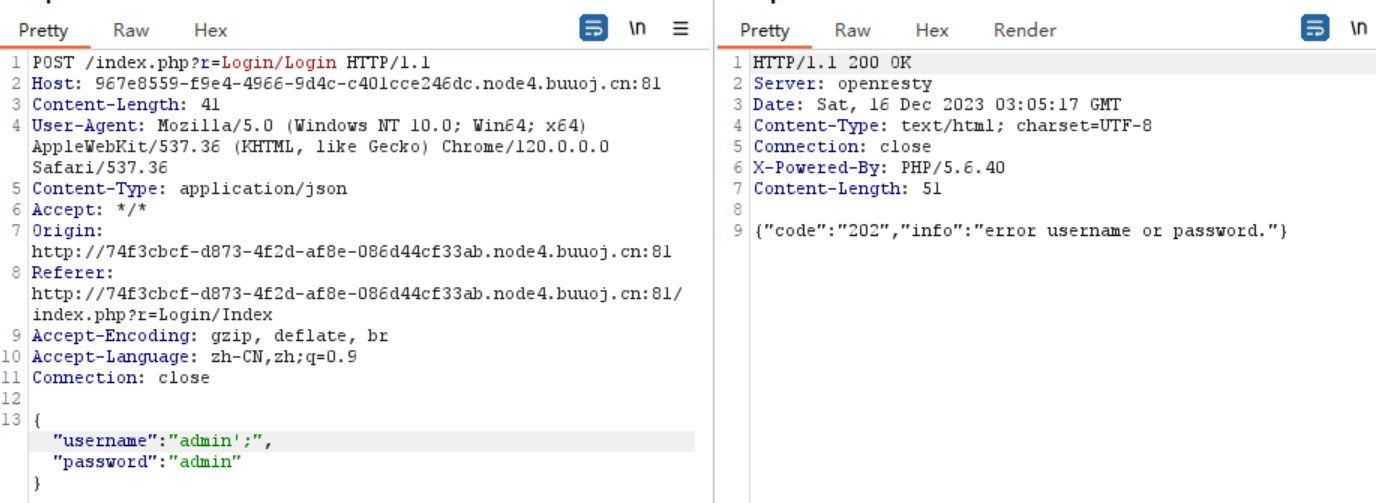 Pretty Raw Hex \n
1 POST /index.php?r=Login/Login HTTP/1.1
2 Host: 967e8559-f9e4-4966-9d4c-c401cce246dc.node4.buuoj.cn:81
3 Content-Length: 41
4 User-Agent: Mozilla/5.0 (Windows NT 10.0; Win64; x64)
AppleWebKit/537.36 (KHTML, like Gecko) Chrome/120.0.0.0
Safari/537.36
5 Content-Type: application/json
6 Accept: */*
7 Origin:
http://74f3cbcf-d873-4f2d-af8e-086d44cf33ab.node4.buuoj.cn:81
8 Referer:
http://74f3cbcf-d873-4f2d-af8e-086d44cf33ab.node4.buuoj.cn:81/
index.php?r=Login/Index
9 Accept-Encoding: gzip, deflate, br
10 Accept-Language: zh-CN,zh;q=0.9
11 Connection: close
12
13 {
"username":"admin';",
"password":"admin"
}
Pretty Raw Hex Render \n
1 HTTP/1.1 200 OK
2 Server: openresty
3 Date: Sat, 16 Dec 2023 03:05:17 GMT
4 Content-Type: text/html; charset=UTF-8
5 Connection: close
6 X-Powered-By: PHP/5.6.40
7 Content-Length: 51
8
9 {"code":"202","info":"error username or password."}